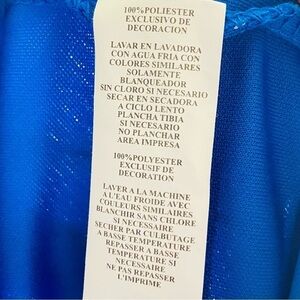 100%POLIESTER
EXCLUSIVO DE
DECORACION
LAVAR EN LAVADORA
CON AGUA FRIA CON
COLORES SIMILARES
SOLAMENTE
BLANQUEADOR
SIN CLORO SI NECESARIO
SECAR EN SECADORA
A CICLO LENTO
PLANCHA TIBIA
SI NECESARIO
NO PLANCHAR
AREA IMPRESA
100%POLYESTER
EXCLUSIF DE
DECORATION
LAVER A LA MACHINE
A L'EAU FROIDE AVEC DE
COULEURS SIMILAIRES
BLANCHIR SANS CHLORE
SI NECESSAIRE
SECHER PAR CULBUTAGE
A BASSE TEMPERATURE
REPASSER A BASSE
TEMPERATURE SI
NECESSAIRE
NE PAS REPASSER
L'IMPRIME